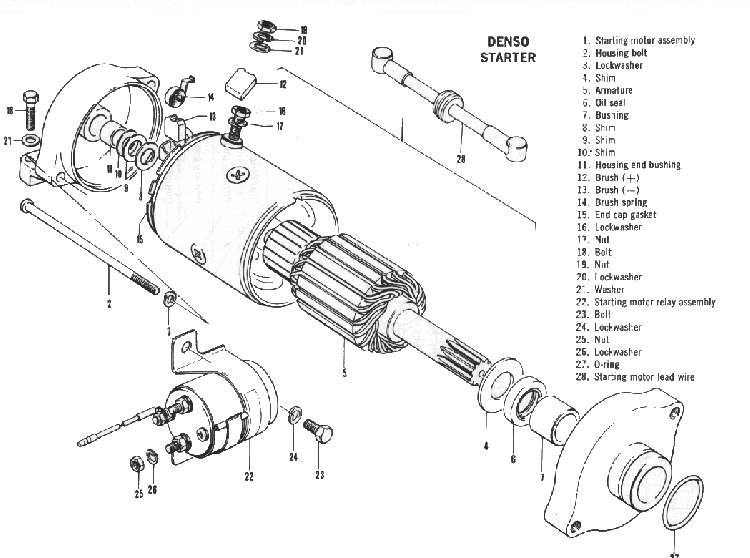 DENSO
STARTER
1. Starting motor assembly
2. Housing bolt
3. Lockwasher
4. Shim
5. Armature
6. Oil seal
7. Bushing
8. Shim
9. Shim
10. Shim
11. Housing end bushing
12. Brush (+)
13. Brush (−)
14. Brush spring
15. End cap gasket
16. Lockwasher
17. Nut
18. Bolt
19. Nut
20. Lockwasher
21. Washer
22. Starting motor relay assembly
23. Bolt
24. Lockwasher
25. Nut
26. Lockwasher
27. O-ring
28. Starting motor lead wire
19
20
21
12
14
13
16
17
18
21
11
10
9
15
28
2
5
4
6
7
22
24
23
25
26